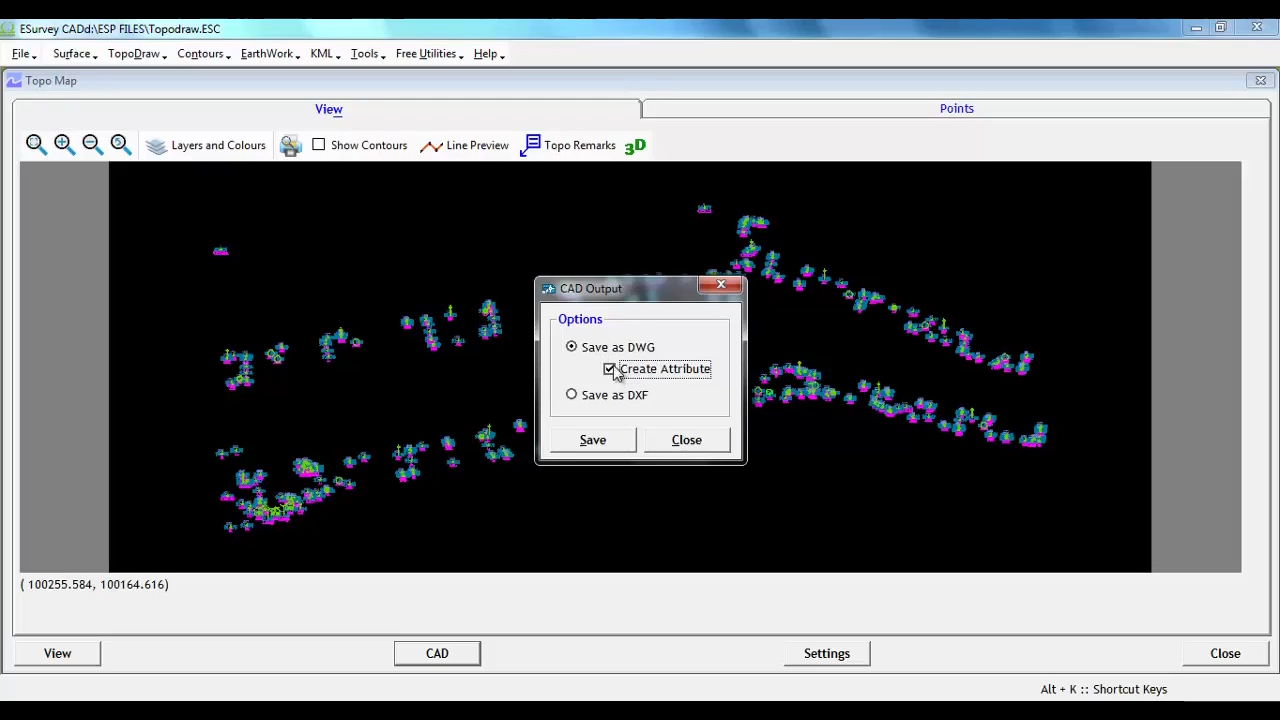 ESurvey CADd:\ESP FILES\Topodraw.ESC
File Surface TopoDraw Contours EarthWork KML Tools Free Utilities Help
Topo Map
View Points
Layers and Colours Show Contours Line Preview Topo Remarks 3D
CAD Output
Options
Save as DWG
Create Attribute
Save as DXF
Save Close
( 100255.584, 100164.616)
View CAD Settings Close
Alt + K :: Shortcut Keys